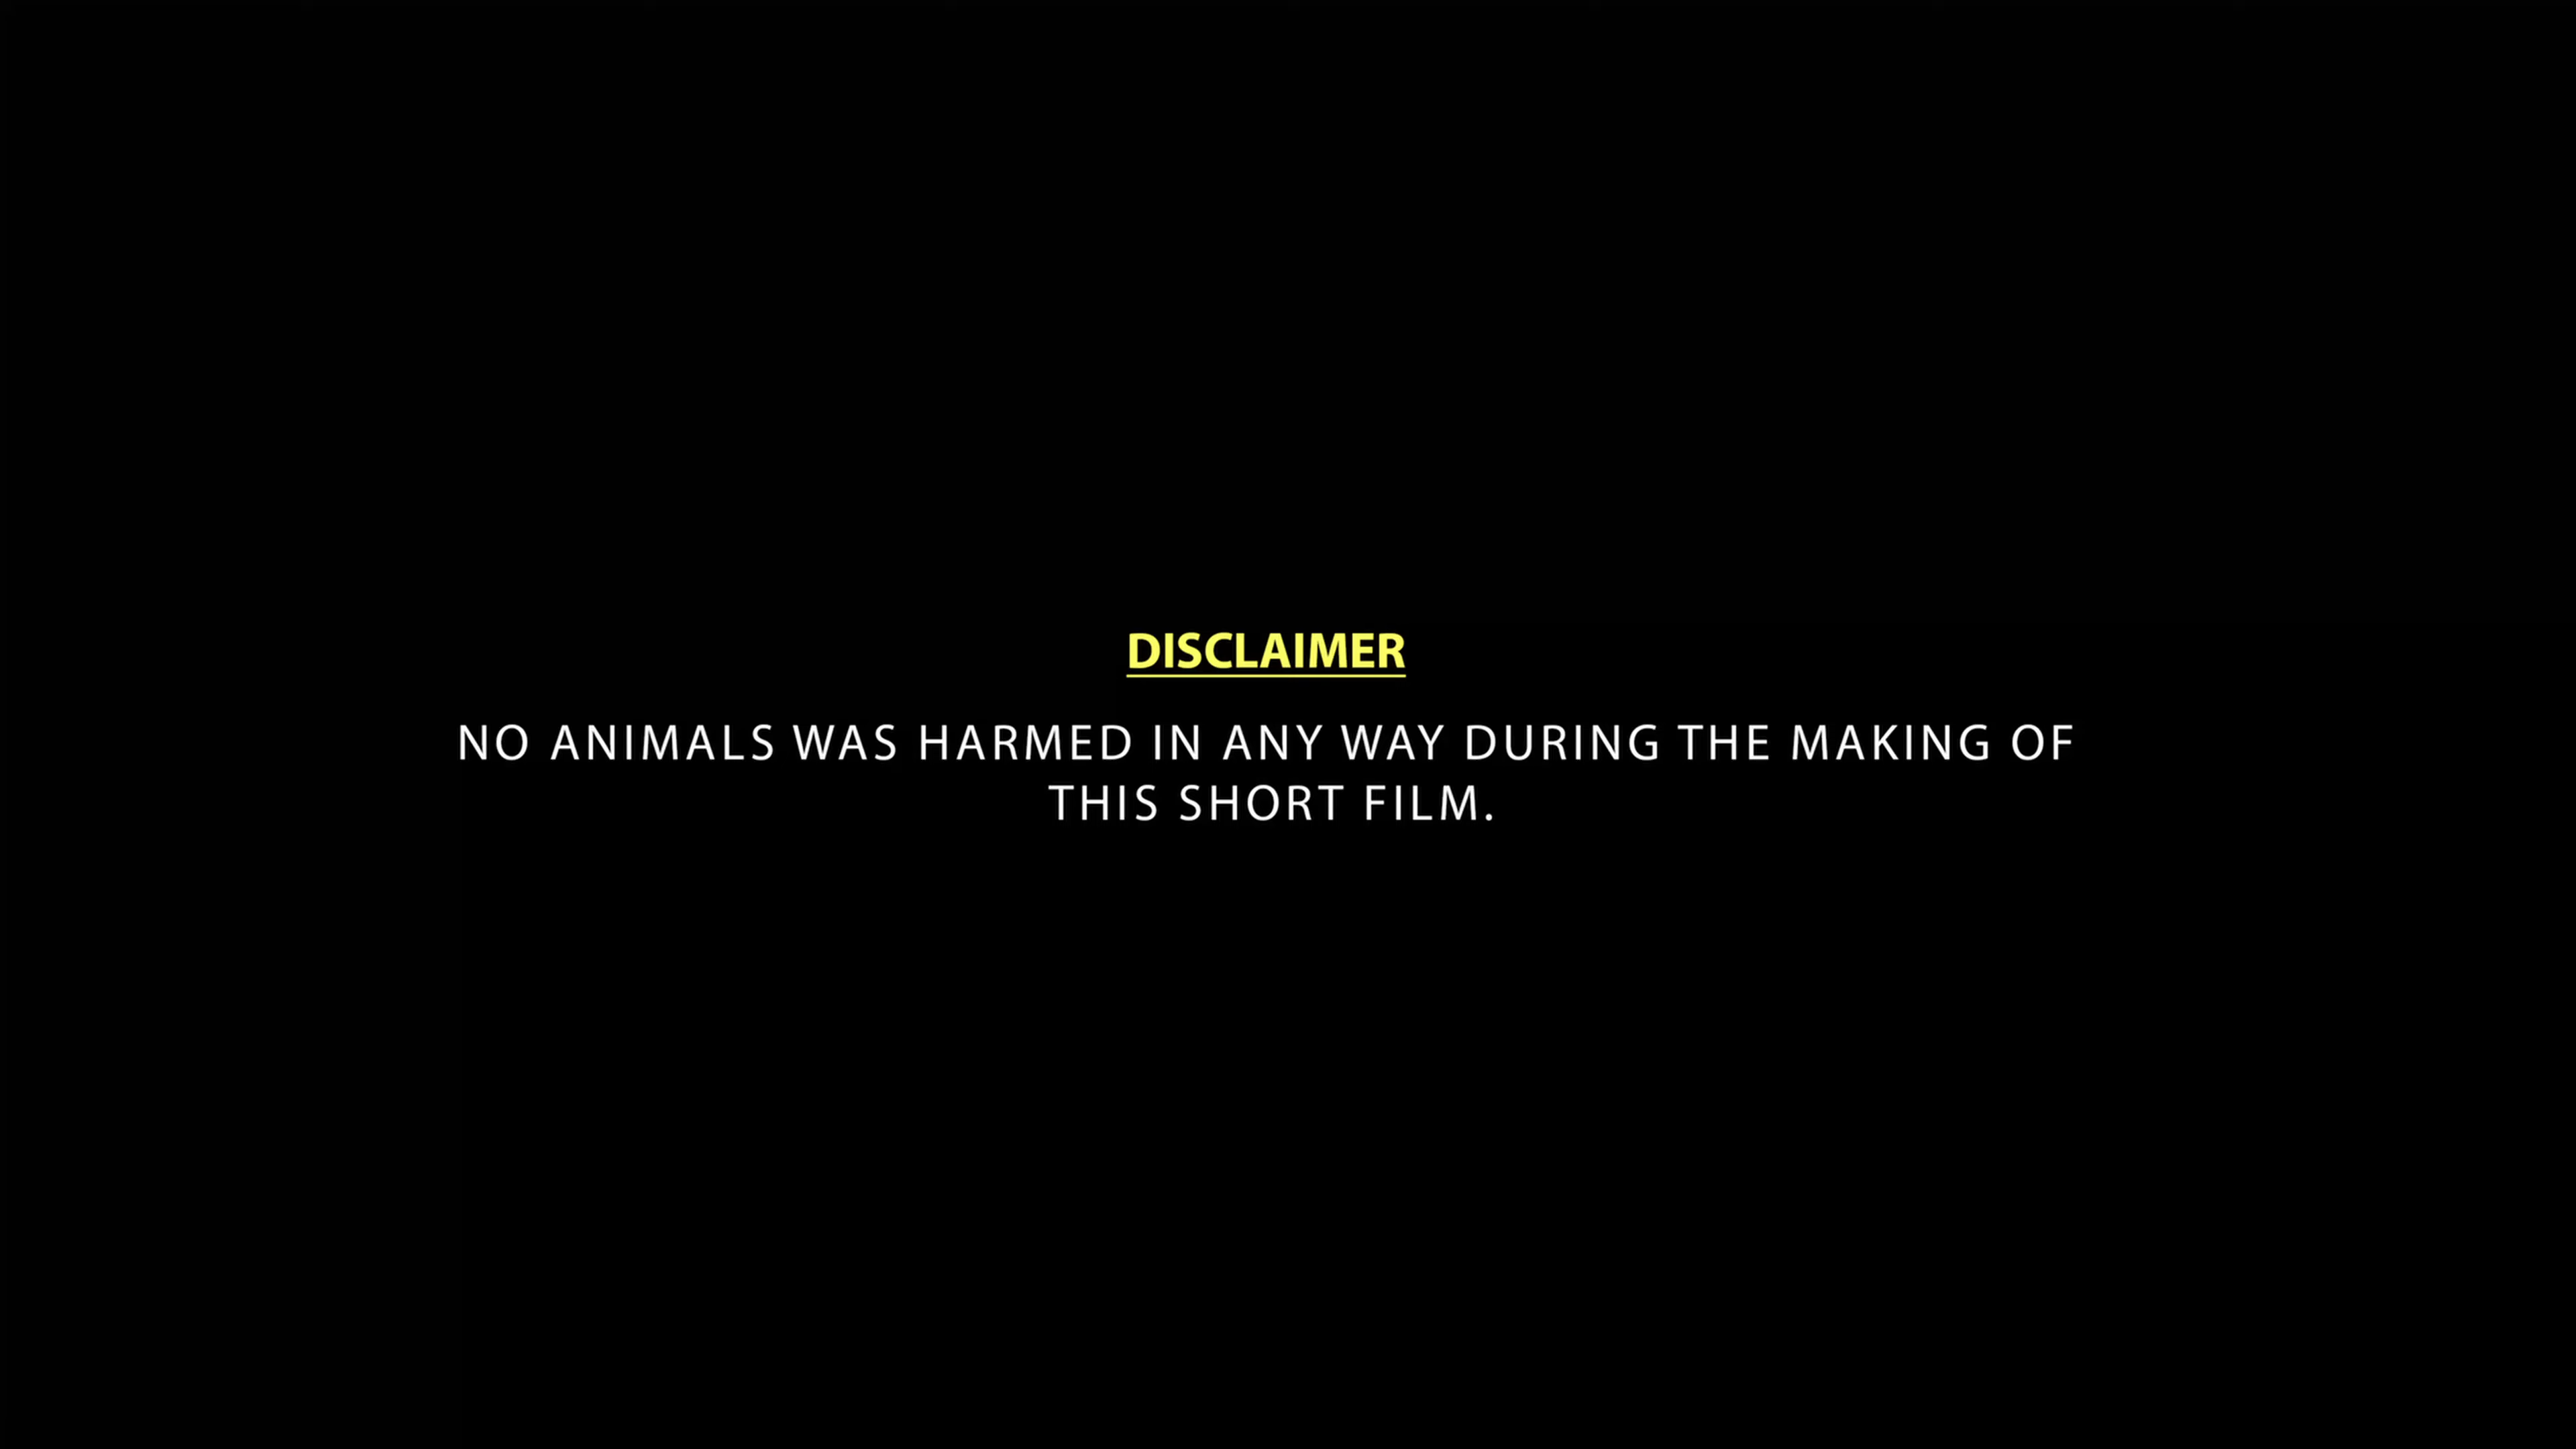 DISCLAIMER
NO ANIMALS WAS HARMED IN ANY WAY DURING THE MAKING OF
THIS SHORT FILM.